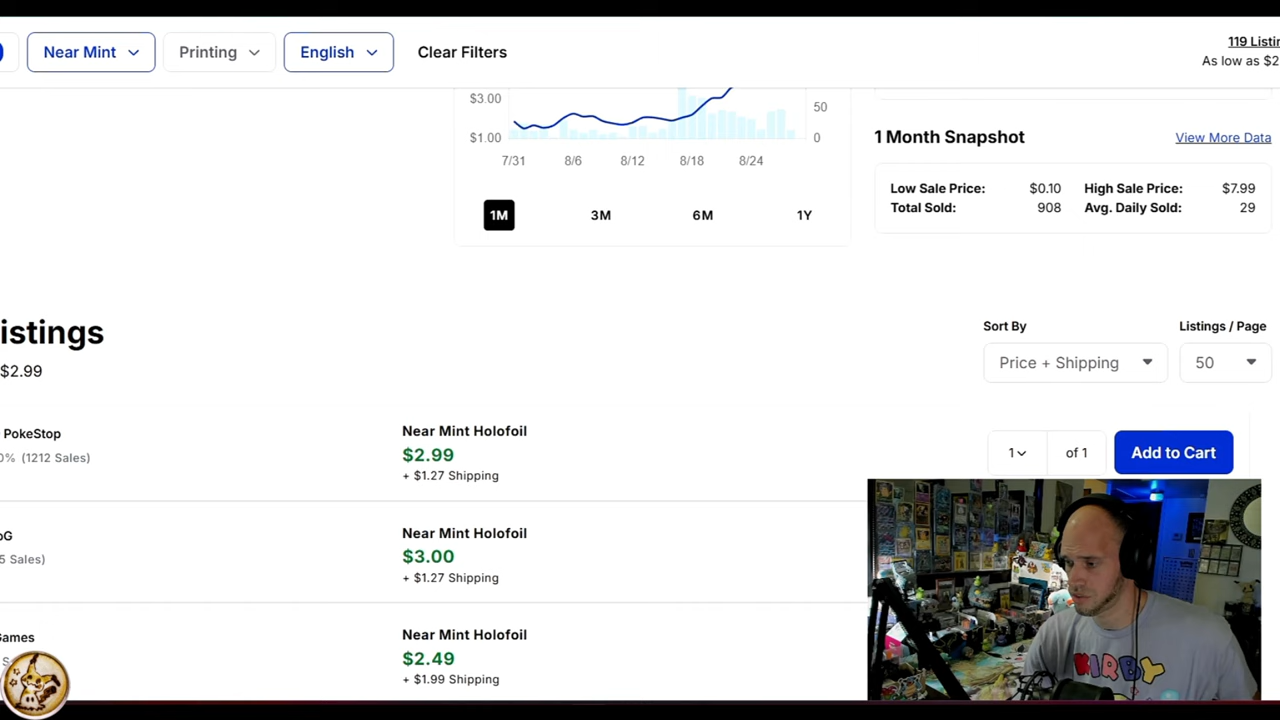 Near Mint
Printing
English
Clear Filters
119 Listin
As low as $2
$3.00
50
$1.00
0
7/31
8/6
8/12
8/18
8/24
1M
3M
6M
1Y
1 Month Snapshot
View More Data
Low Sale Price: $0.10 High Sale Price: $7.99
Total Sold: 908 Avg. Daily Sold: 29
istings
$2.99
Sort By
Price + Shipping
Listings / Page
50
PokeStop
0% (1212 Sales)
Near Mint Holofoil
$2.99
+ $1.27 Shipping
1
of 1
Add to Cart
oG
5 Sales)
Near Mint Holofoil
$3.00
+ $1.27 Shipping
Games
Near Mint Holofoil
$2.49
+ $1.99 Shipping
KIRBY